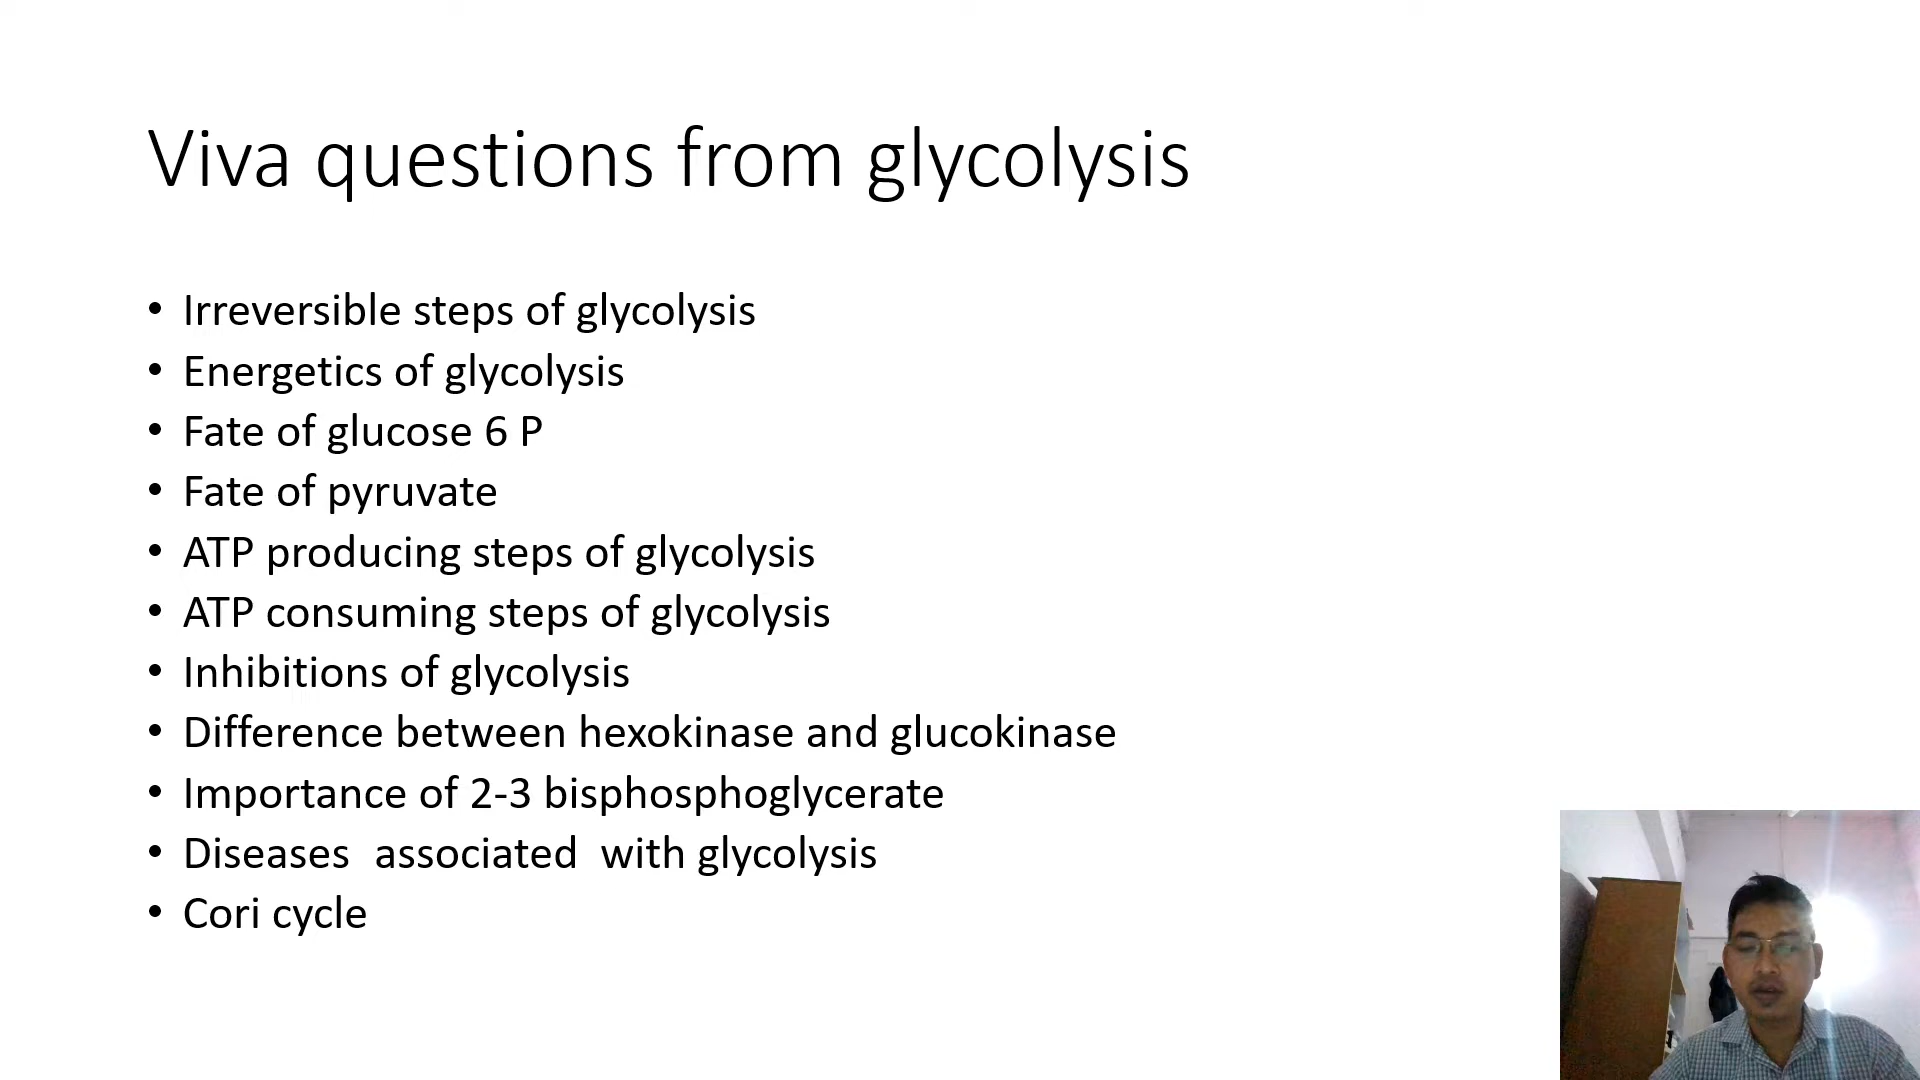 Viva questions from glycolysis
• Irreversible steps of glycolysis
• Energetics of glycolysis
• Fate of glucose 6 P
• Fate of pyruvate
• ATP producing steps of glycolysis
• ATP consuming steps of glycolysis
• Inhibitions of glycolysis
• Difference between hexokinase and glucokinase
• Importance of 2-3 bisphosphoglycerate
• Diseases  associated  with glycolysis
• Cori cycle